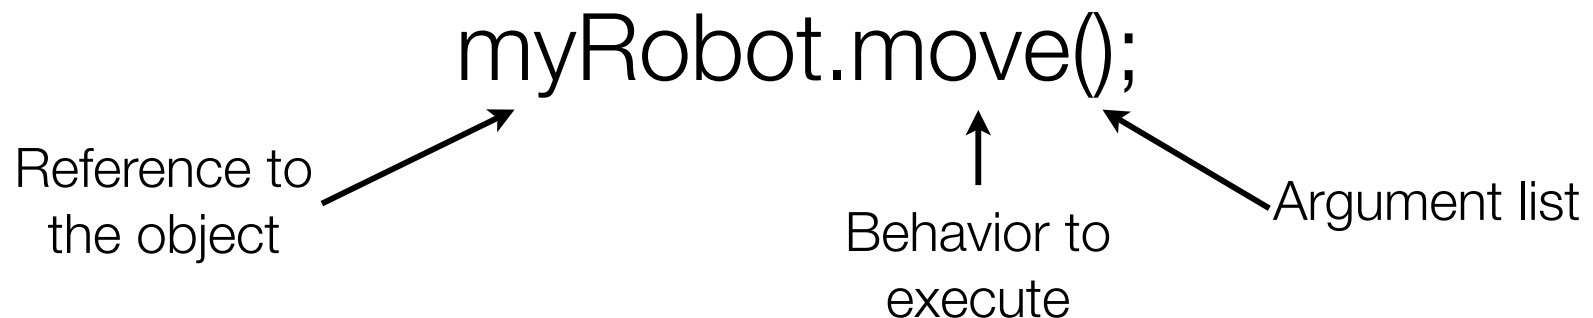 myRobot.move();
Reference to
the object
Behavior to
execute
Argument list